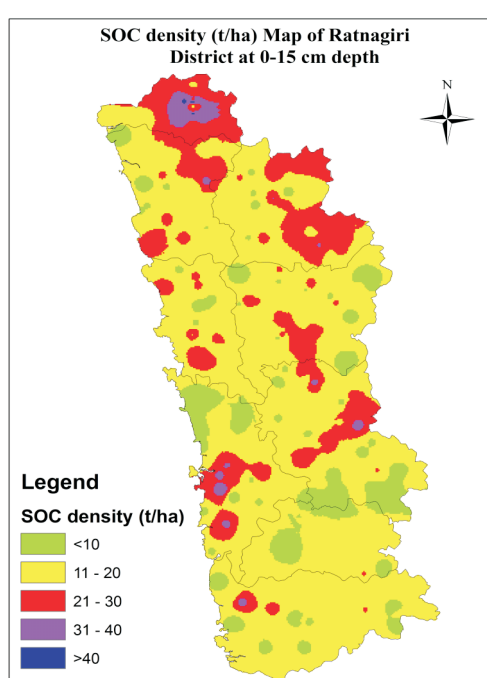 SOC density (t/ha) Map of Ratnagiri
District at 0-15 cm depth
N
Legend
SOC density (t/ha)
<10
11 - 20
21 - 30
31 - 40
>40